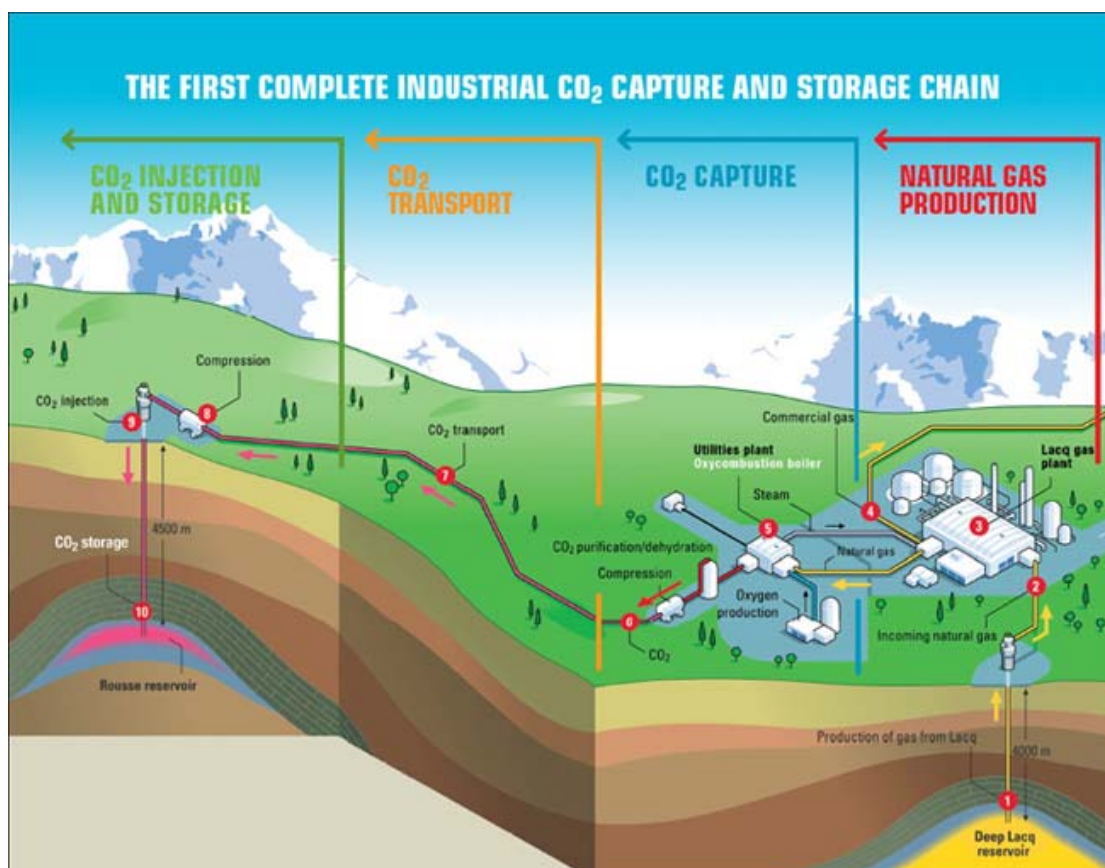 THE FIRST COMPLETE INDUSTRIAL CO₂ CAPTURE AND STORAGE CHAIN
CO₂ INJECTION
AND STORAGE
CO₂
TRANSPORT
CO₂ CAPTURE
NATURAL GAS
PRODUCTION
Compression
8
CO₂ injection
9
CO₂ transport
7
4500 m
CO₂ storage
10
Rousse reservoir
Commercial gas
Utilities plant
Oxycombustion boiler
Lacq gas
plant
Steam
4
5
3
CO₂ purification/dehydration
Natural gas
Compression
Oxygen
production
2
6
CO₂
Incoming natural gas
Production of gas from Lacq
4000 m
1
Deep Lacq
reservoir